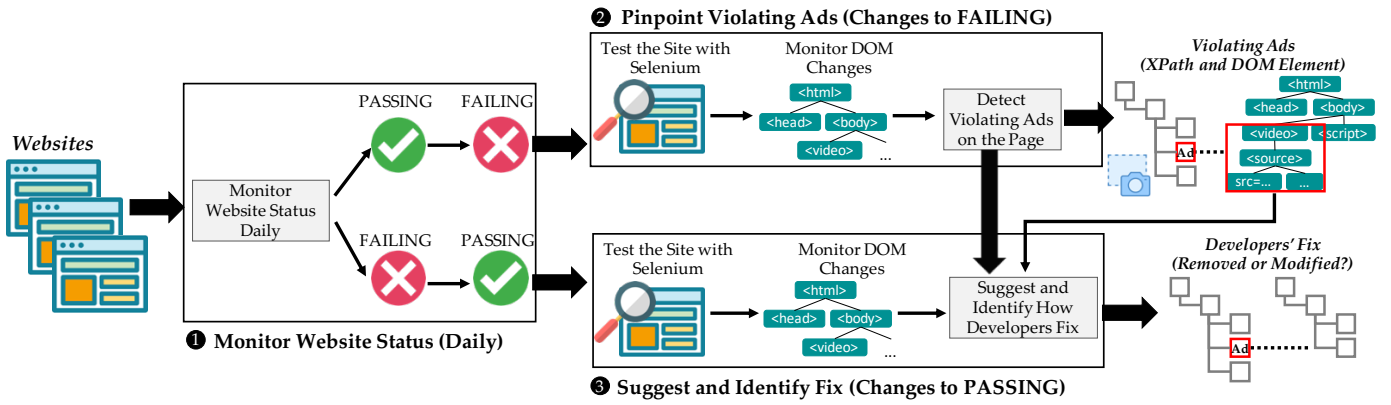 Websites
Monitor
Website Status
Daily
PASSING
FAILING
FAILING
PASSING
❶ Monitor Website Status (Daily)
❷ Pinpoint Violating Ads (Changes to FAILING)
Test the Site with
Selenium
Monitor DOM
Changes
<html>
<head>
<body>
<video>
...
Detect
Violating Ads
on the Page
Violating Ads
(XPath and DOM Element)
Ad
<html>
<head>
<body>
<video>
<script>
<source>
src=...
...
Test the Site with
Selenium
Monitor DOM
Changes
<html>
<head>
<body>
<video>
...
Suggest and
Identify How
Developers Fix
Developers' Fix
(Removed or Modified?)
Ad
❸ Suggest and Identify Fix (Changes to PASSING)